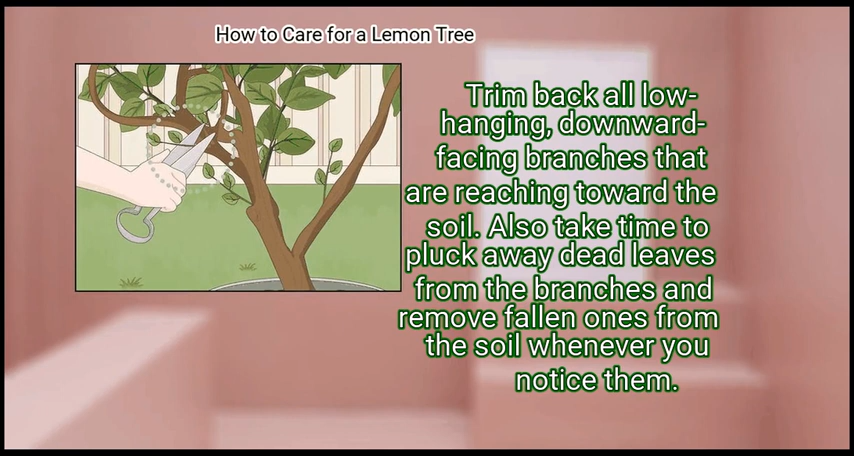 How to Care for a Lemon Tree
Trim back all low-
hanging, downward-
facing branches that
are reaching toward the
soil. Also take time to
pluck away dead leaves
from the branches and
remove fallen ones from
the soil whenever you
notice them.